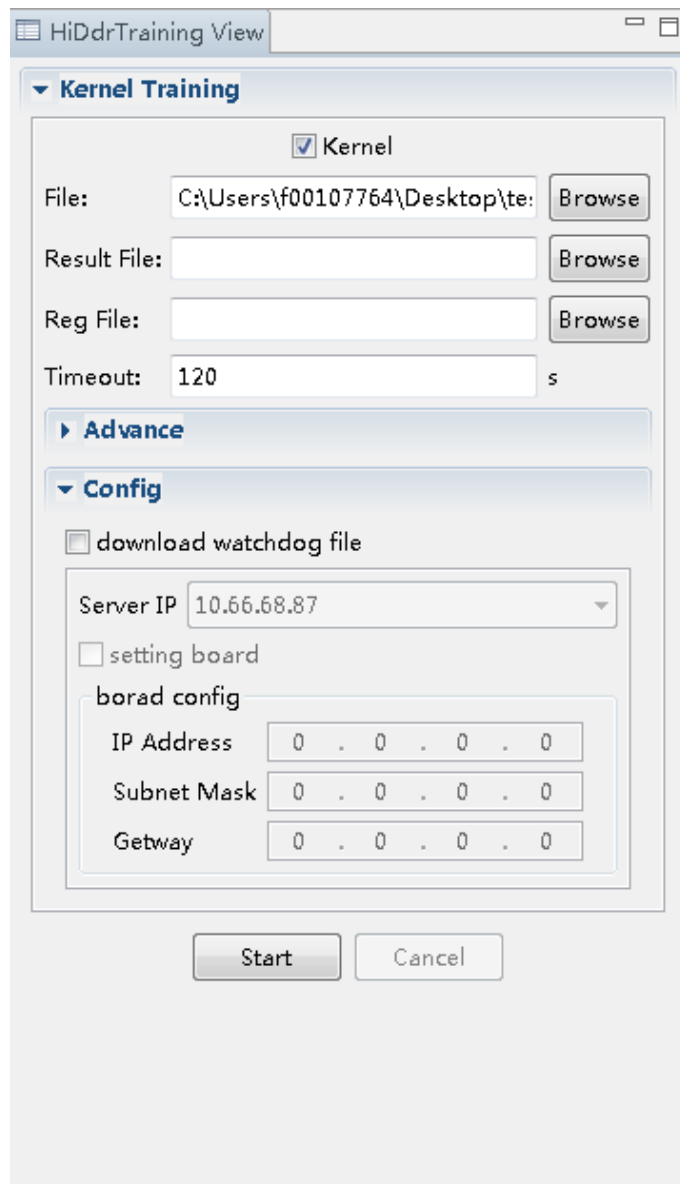 HiDdrTraining View
Kernel Training
Kernel
File: C:\Users\f00107764\Desktop\te: Browse
Result File: Browse
Reg File: Browse
Timeout: 120 s
Advance
Config
download watchdog file
Server IP 10.66.68.87
setting board
borad config
IP Address 0 . 0 . 0 . 0
Subnet Mask 0 . 0 . 0 . 0
Getway 0 . 0 . 0 . 0
Start Cancel